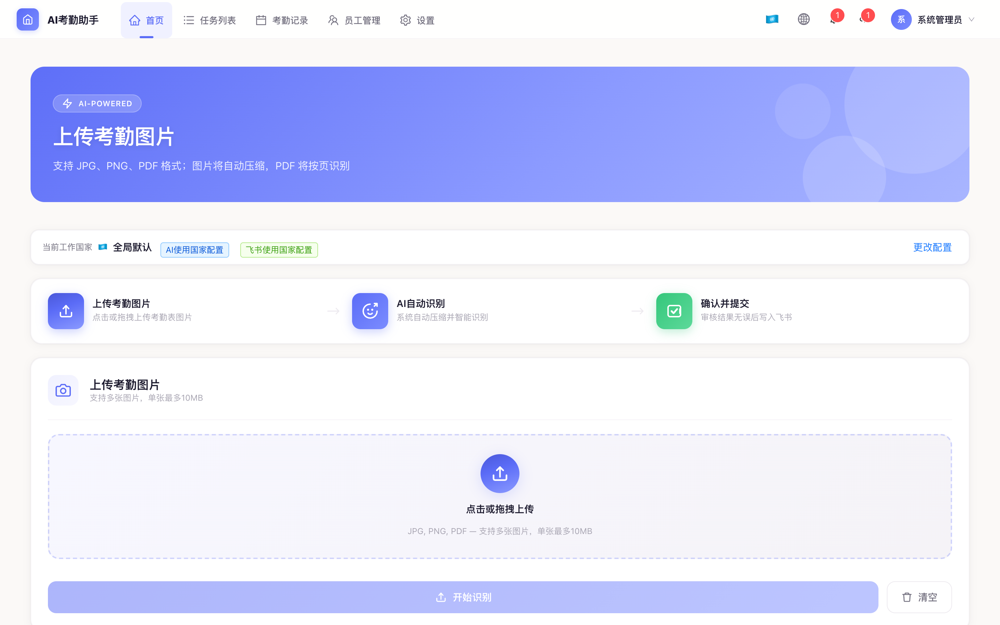 AI考勤助手
首页
任务列表
考勤记录
员工管理
设置
1
1
系
系统管理员
AI-POWERED
上传考勤图片
支持 JPG、PNG、PDF 格式；图片将自动压缩，PDF 将按页识别
当前工作国家
全局默认
AI使用国家配置
飞书使用国家配置
更改配置
上传考勤图片
点击或拖拽上传考勤表图片
AI自动识别
系统自动压缩并智能识别
确认并提交
审核结果无误后写入飞书
上传考勤图片
支持多张图片，单张最多10MB
点击或拖拽上传
JPG, PNG, PDF — 支持多张图片，单张最多10MB
开始识别
清空